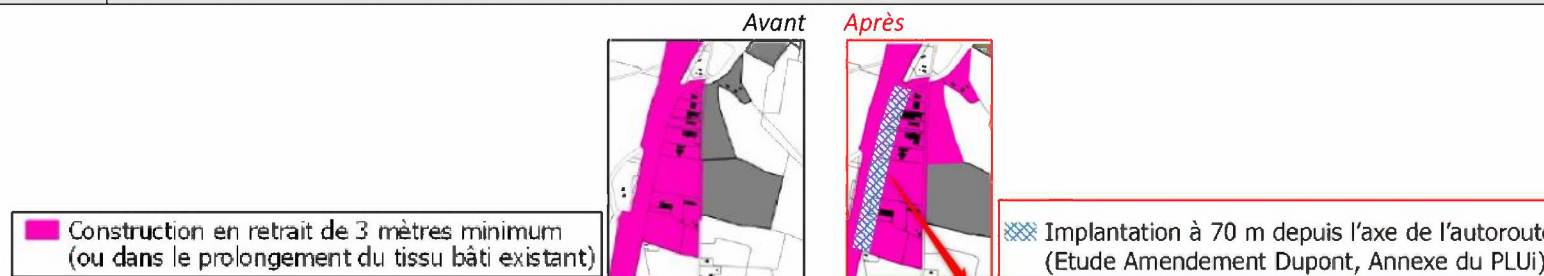 Avant Après
Construction en retrait de 3 mètres minimum
(ou dans le prolongement du tissu bâti existant)
Implantation à 70 m depuis l'axe de l'autoroute
(Etude Amendement Dupont, Annexe du PLUi)